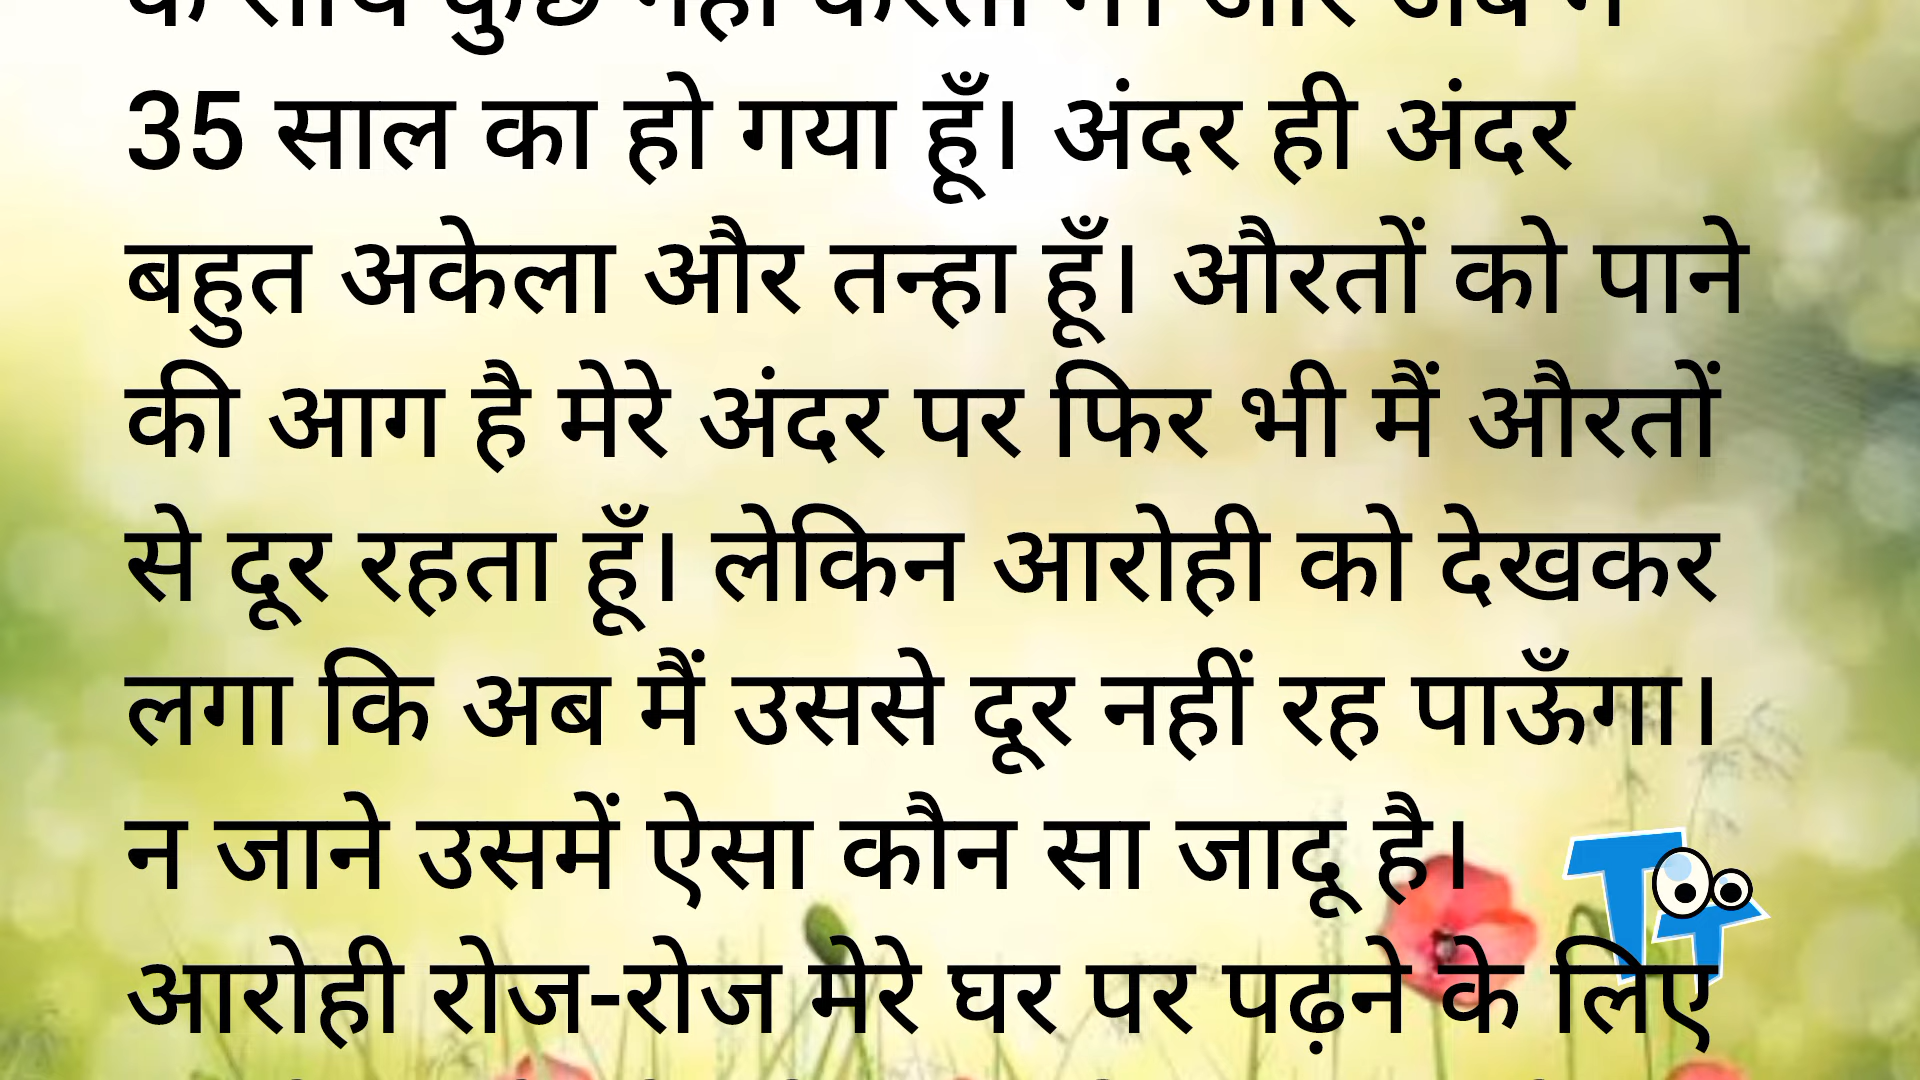 35 साल का हो गया हूँ। अंदर ही अंदर
बहुत अकेला और तन्हा हूँ। औरतों को पाने
की आग है मेरे अंदर पर फिर भी मैं औरतों
से दूर रहता हूँ। लेकिन आरोही को देखकर
लगा कि अब मैं उससे दूर नहीं रह पाऊँगा।
न जाने उसमें ऐसा कौन सा जादू है।
आरोही रोज-रोज मेरे घर पर पढ़ने के लिए